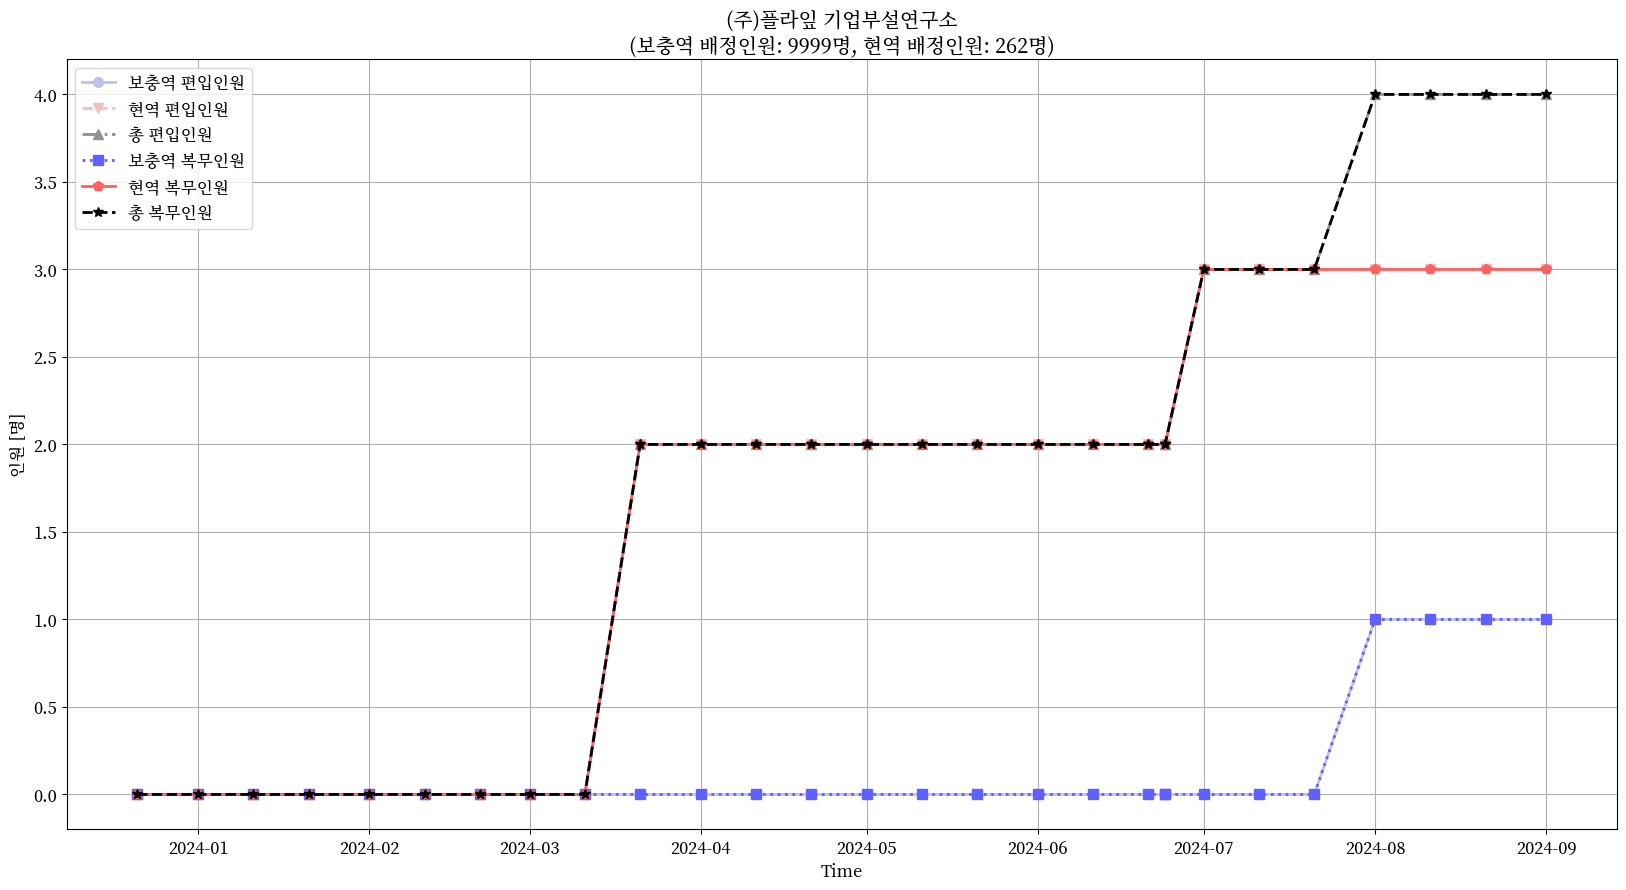 (주)플라잎 기업부설연구소
(보충역 배정인원: 9999명, 현역 배정인원: 262명)
보충역 편입인원
현역 편입인원
총 편입인원
보충역 복무인원
현역 복무인원
총 복무인원
4.0
3.5
3.0
2.5
2.0
1.5
1.0
0.5
0.0
인원 [명]
2024-01 2024-02 2024-03 2024-04 2024-05 2024-06 2024-07 2024-08 2024-09
Time